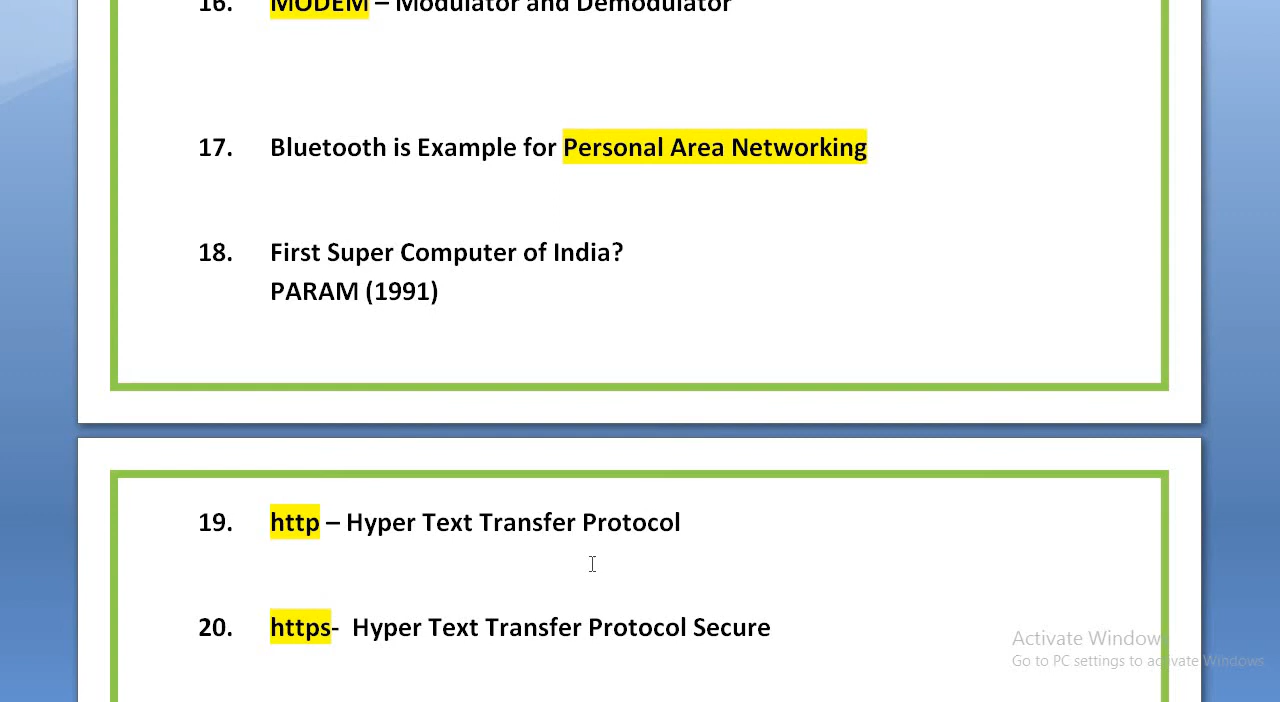 16. MODEM – Modulator and Demodulator
17. Bluetooth is Example for Personal Area Networking
18. First Super Computer of India?
PARAM (1991)
19. http – Hyper Text Transfer Protocol
20. https- Hyper Text Transfer Protocol Secure
Activate Windows
Go to PC settings to activate Windows.